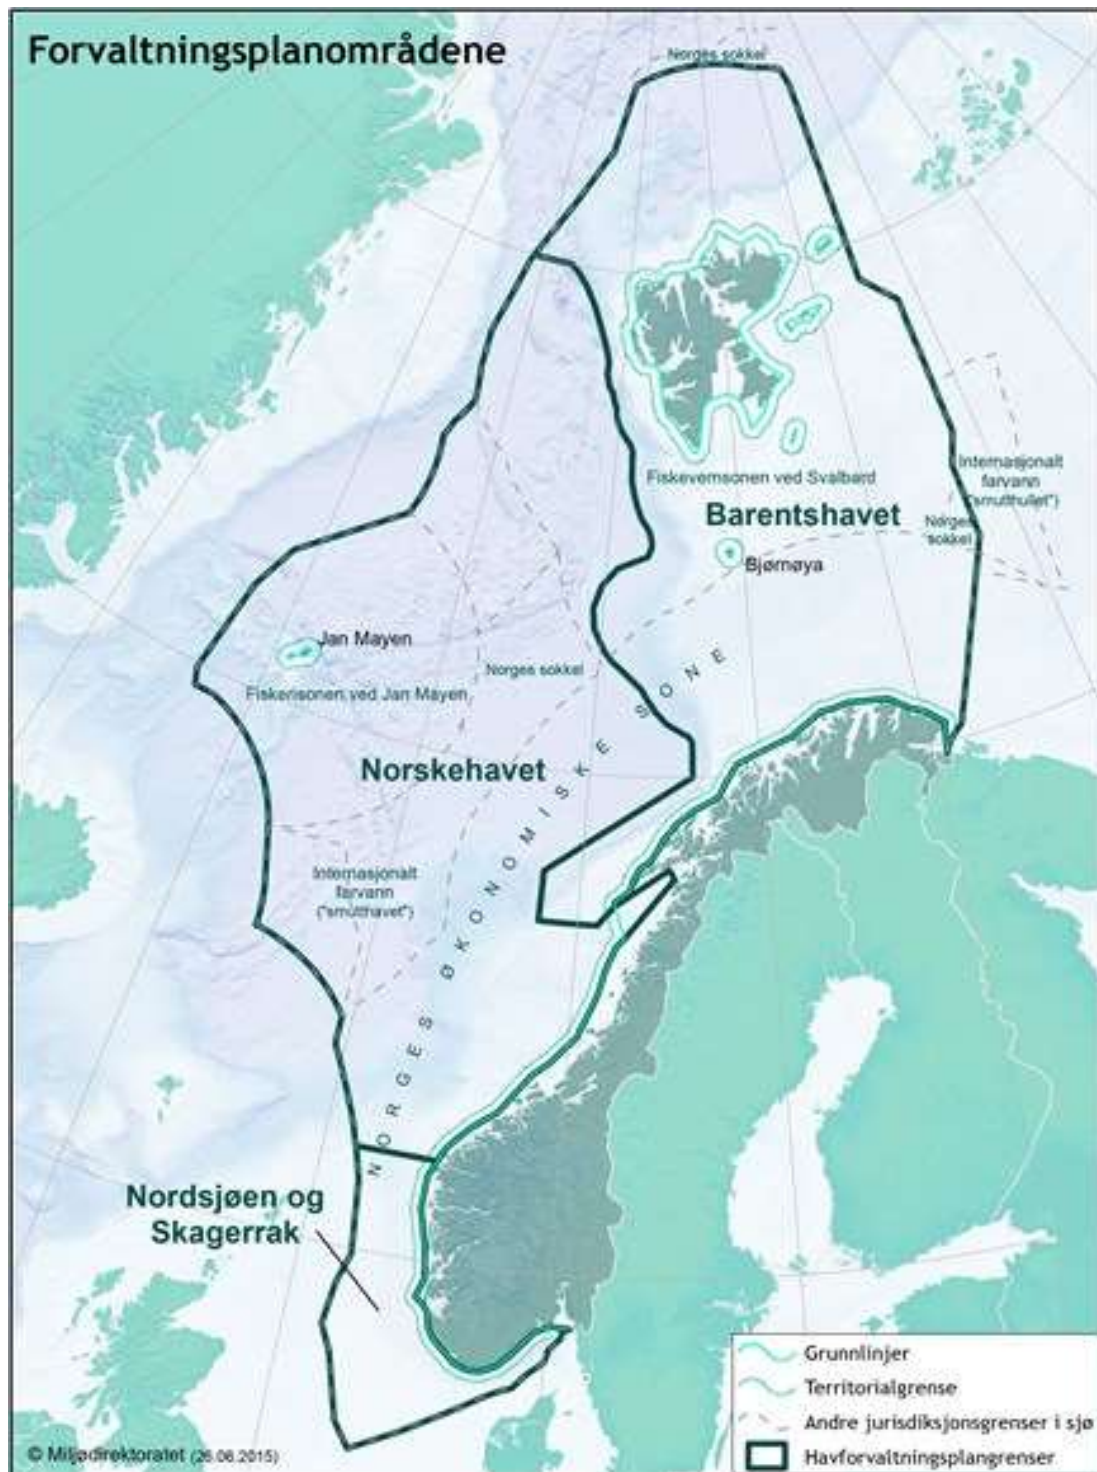 Forvaltningsplanområdene
Norges sokkel
Fiskevernsonen ved Svalbard
Internasjonalt
farvann
("smutthullet")
Barentshavet
Norges
sokkel
Bjørnøya
Jan Mayen
Norges sokkel
Fiskerisonen ved Jan Mayen
Norskehavet
Internasjonalt
farvann
("smutthavet")
NORGES ØKONOMISKE SONE
Nordsjøen og
Skagerrak
Grunnlinjer
Territorialgrense
Andre jurisdiksjonsgrenser i sjø
Havforvaltningsplangrenser
© Miljødirektoratet (26.06.2015)